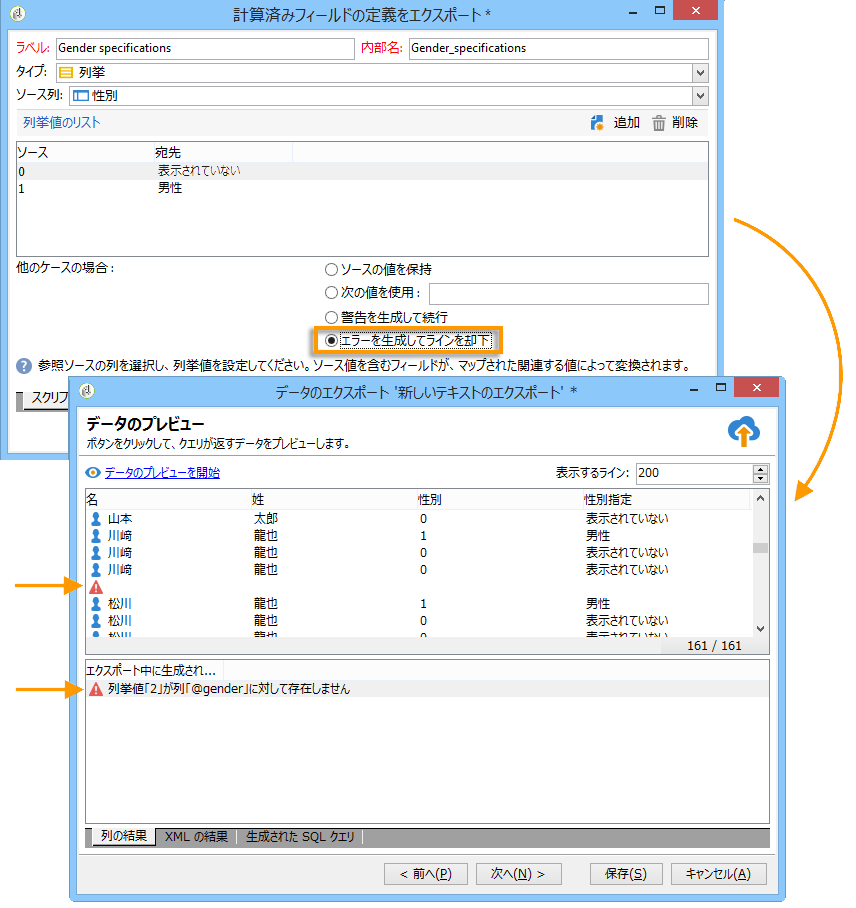 計算済みフィールドの定義をエクスポート *
ラベル: Gender specifications 内部名: Gender_specifications
タイプ: 列挙
ソース列: 性別
列挙値のリスト 追加 削除
ソース 宛先
0 表示されていない
1 男性
他のケースの場合 :
ソースの値を保持
次の値を使用 :
警告を生成して続行
エラーを生成してラインを却下
参照ソースの列を選択し、列挙値を設定してください。ソース値を含むフィールドが、マップされた関連する値によって変換されます。
スクリプ
データのエクスポート '新しいテキストのエクスポート' *
データのプレビュー
ボタンをクリックして、クエリが返すデータをプレビューします。
データのプレビューを開始 表示するライン: 200
名 姓 性別 性別指定
山本 太郎 0 表示されていない
川﨑 龍也 1 男性
川﨑 龍也 0 表示されていない
川﨑 龍也 0 表示されていない
松川 龍也 1 男性
松川 龍也 0 表示されていない
松川 龍也 0 表示されていない
161 / 161
エクスポート中に生成され...
列挙値「2」が列「@gender」に対して存在しません
列の結果 XML の結果 生成された SQL クエリ
< 前へ(P) 次へ(N) > 保存(S) キャンセル(A)